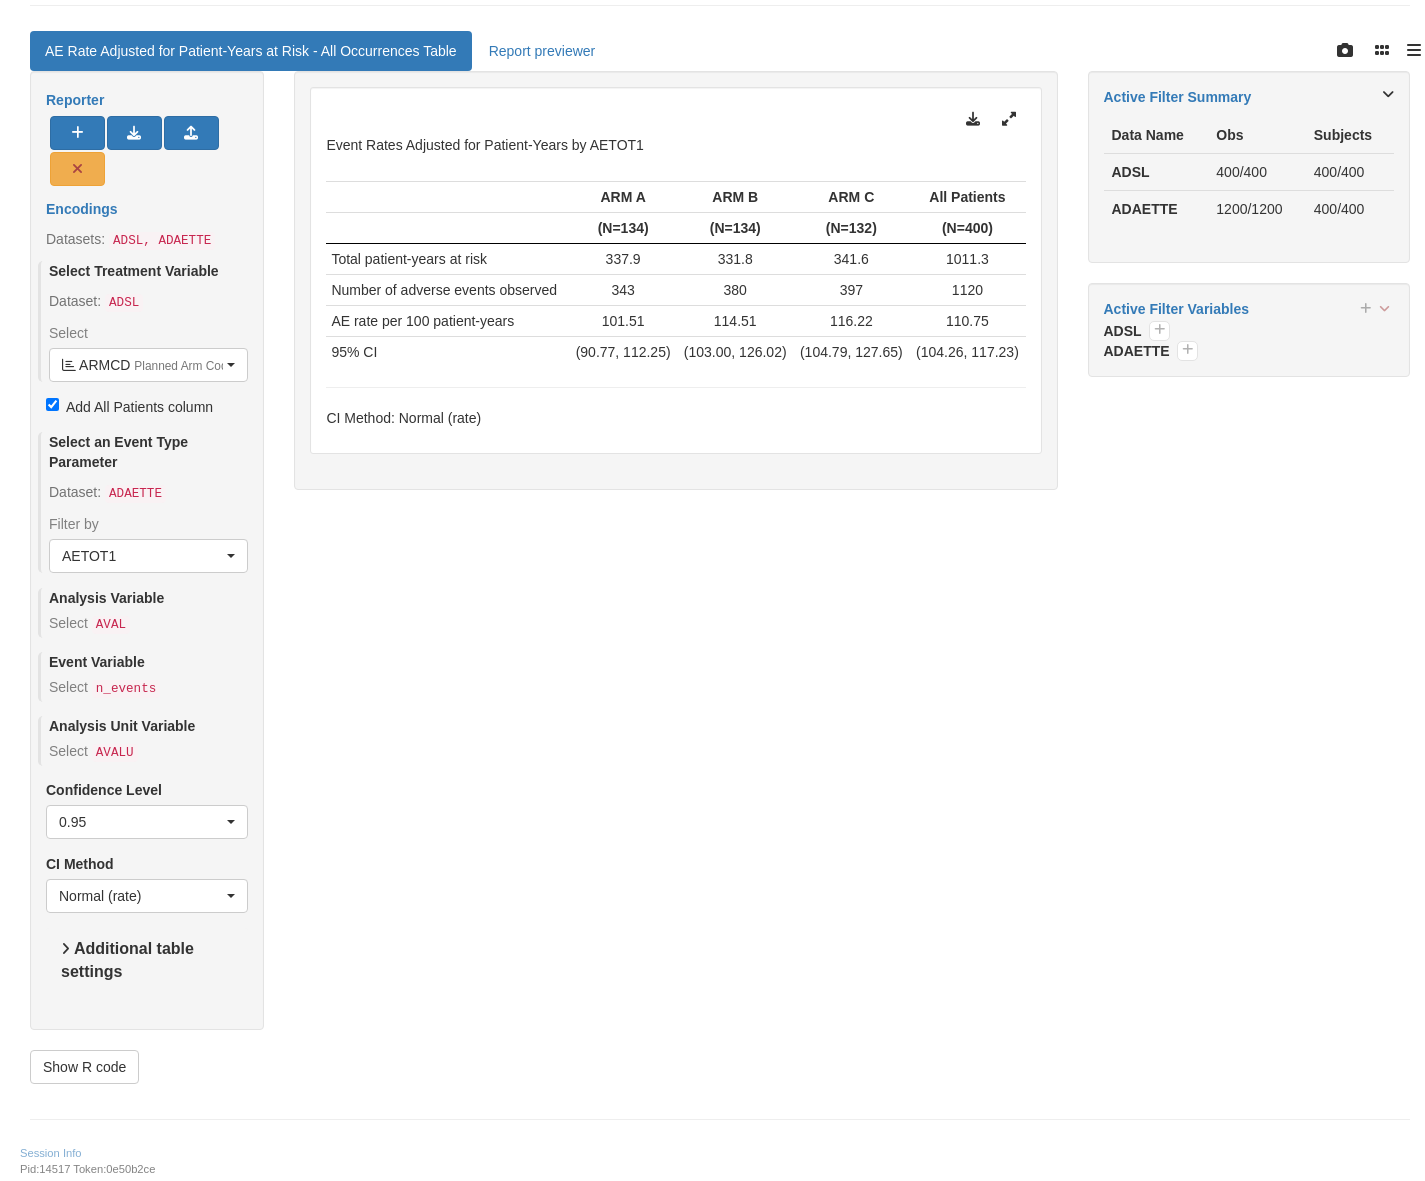 AE Rate Adjusted for Patient-Years at Risk - All Occurrences Table
Report previewer
Reporter
Encodings
Datasets: ADSL, ADAETTE
Select Treatment Variable
Dataset: ADSL
Select
ARMCD Planned Arm Coc
Add All Patients column
Select an Event Type
Parameter
Dataset: ADAETTE
Filter by
AETOT1
Analysis Variable
Select AVAL
Event Variable
Select n_events
Analysis Unit Variable
Select AVALU
Confidence Level
0.95
CI Method
Normal (rate)
Additional table
settings
Show R code
Event Rates Adjusted for Patient-Years by AETOT1
ARM A ARM B ARM C All Patients
(N=134) (N=134) (N=132) (N=400)
Total patient-years at risk 337.9 331.8 341.6 1011.3
Number of adverse events observed 343 380 397 1120
AE rate per 100 patient-years 101.51 114.51 116.22 110.75
95% CI (90.77, 112.25) (103.00, 126.02) (104.79, 127.65) (104.26, 117.23)
CI Method: Normal (rate)
Active Filter Summary
Data Name Obs Subjects
ADSL 400/400 400/400
ADAETTE 1200/1200 400/400
Active Filter Variables
ADSL
ADAETTE
Session Info
Pid:14517 Token:0e50b2ce